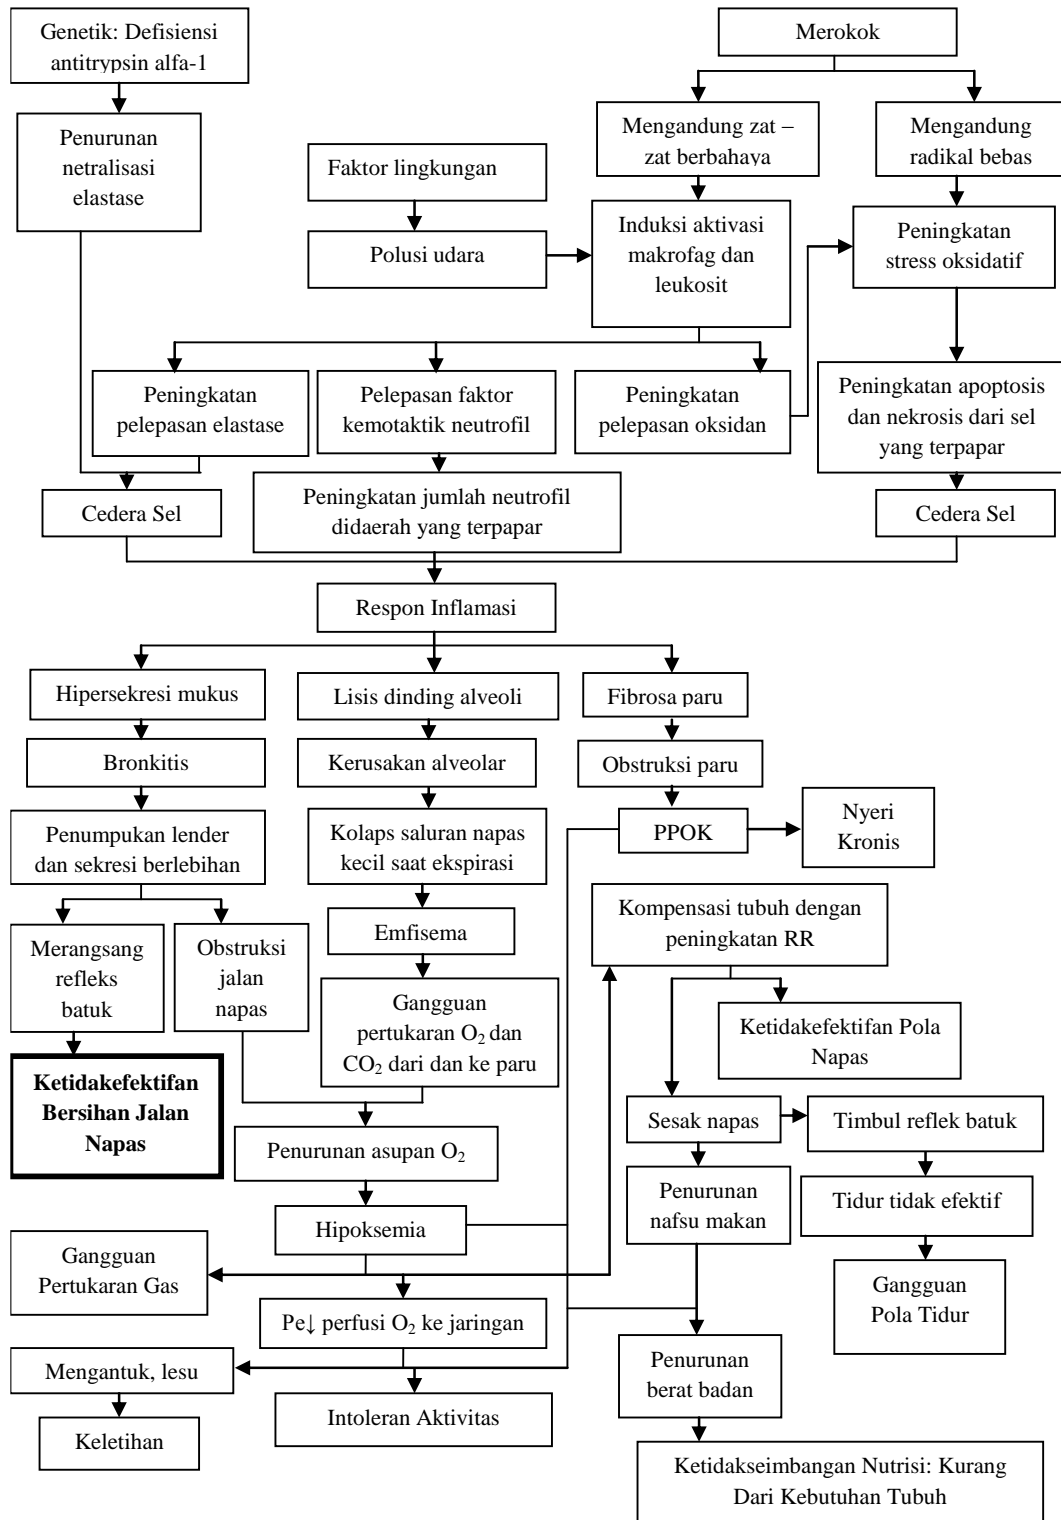 Genetik: Defisiensi
antitrypsin alfa-1
Merokok
Penurunan
netralisasi
elastase
Faktor lingkungan
Mengandung zat –
zat berbahaya
Mengandung
radikal bebas
Polusi udara
Induksi aktivasi
makrofag dan
leukosit
Peningkatan
stress oksidatif
Peningkatan
pelepasan elastase
Pelepasan faktor
kemotaktik neutrofil
Peningkatan
pelepasan oksidan
Peningkatan apoptosis
dan nekrosis dari sel
yang terpapar
Cedera Sel
Peningkatan jumlah neutrofil
didaerah yang terpapar
Cedera Sel
Respon Inflamasi
Hipersekresi mukus
Lisis dinding alveoli
Fibrosa paru
Bronkitis
Kerusakan alveolar
Obstruksi paru
Penumpukan lender
dan sekresi berlebihan
Kolaps saluran napas
kecil saat ekspirasi
PPOK
Nyeri
Kronis
Merangsang
refleks
batuk
Obstruksi
jalan
napas
Emfisema
Kompensasi tubuh dengan
peningkatan RR
Gangguan
pertukaran O₂ dan
CO₂ dari dan ke paru
Ketidakefektifan Pola
Napas
Ketidakefektifan
Bersihan Jalan
Napas
Sesak napas
Timbul reflek batuk
Penurunan asupan O₂
Penurunan
nafsu makan
Tidur tidak efektif
Hipoksemia
Gangguan
Pertukaran Gas
Gangguan
Pola Tidur
Pe↓ perfusi O₂ ke jaringan
Mengantuk, lesu
Penurunan
berat badan
Intoleran Aktivitas
Keletihan
Ketidakseimbangan Nutrisi: Kurang
Dari Kebutuhan Tubuh